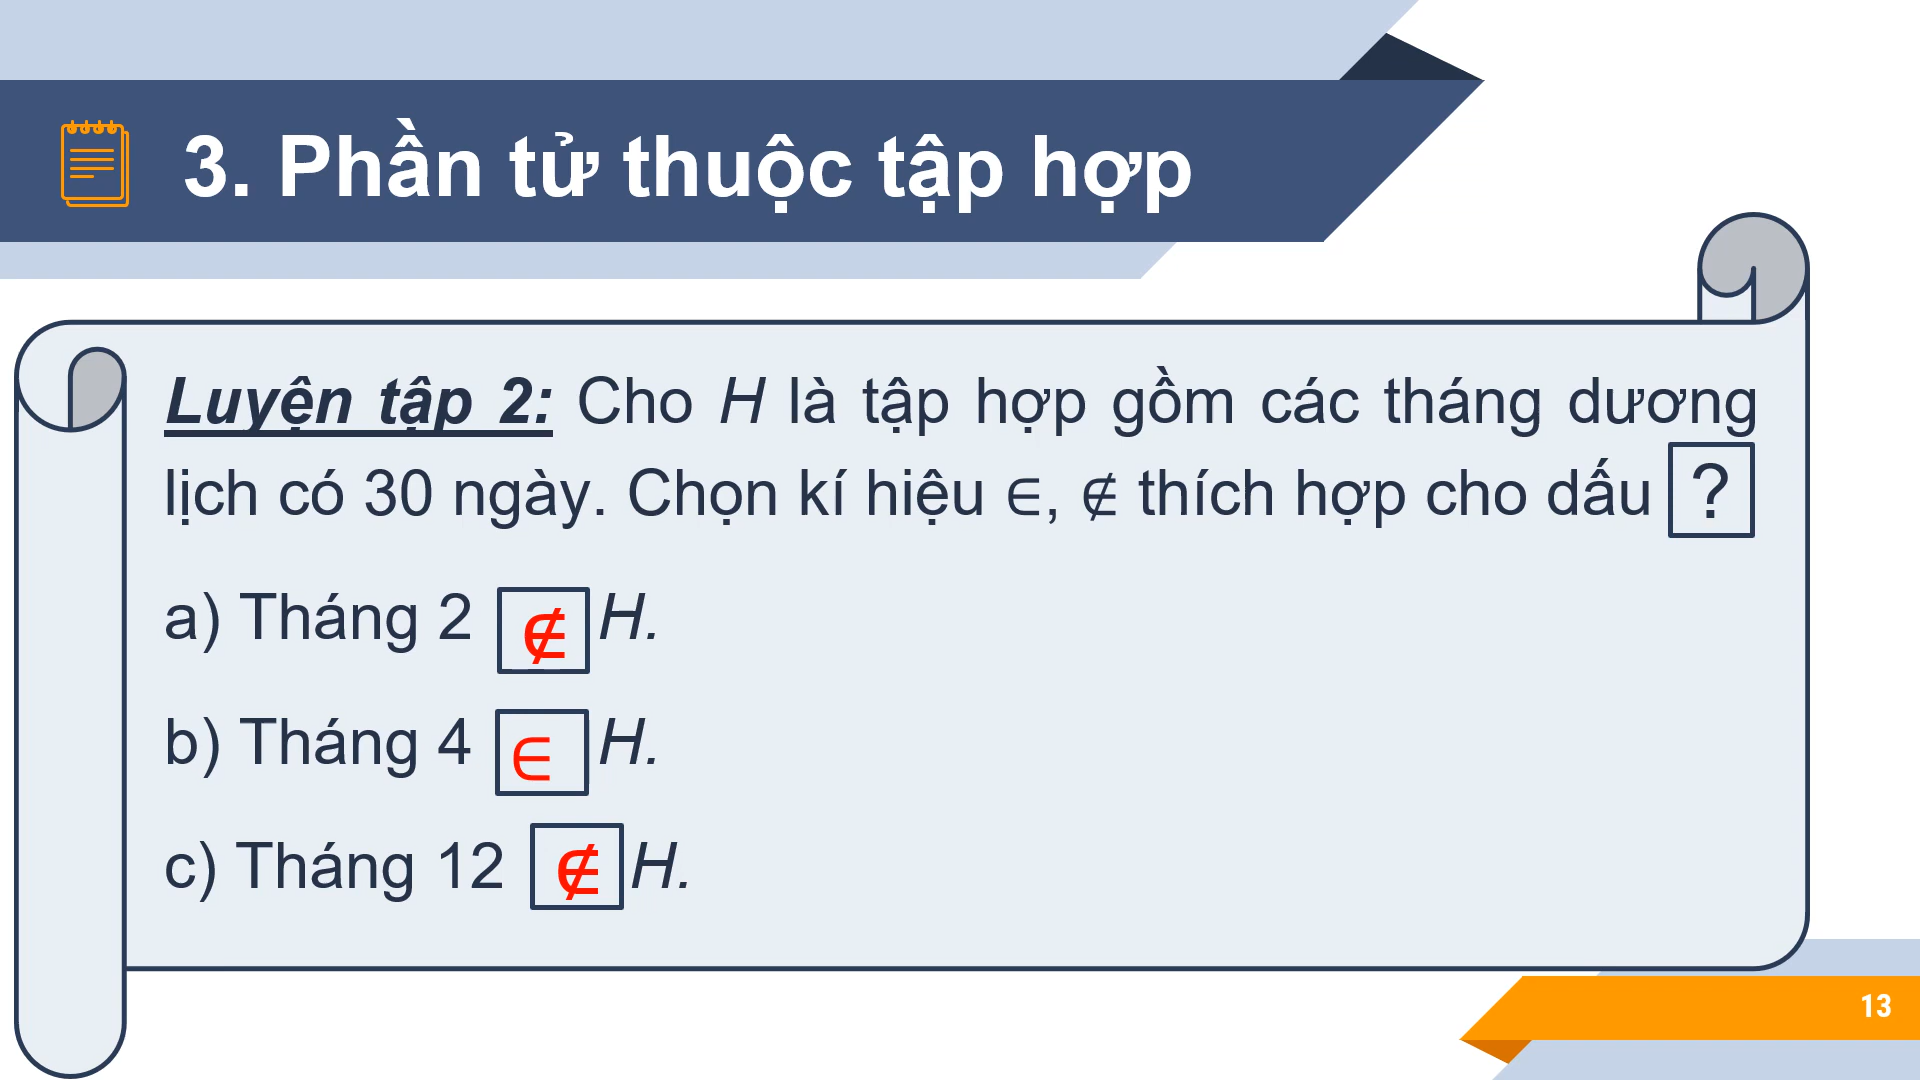 3. Phần tử thuộc tập hợp
Luyện tập 2: Cho H là tập hợp gồm các tháng dương
lịch có 30 ngày. Chọn kí hiệu ∈, ∉ thích hợp cho dấu ?
a) Tháng 2 ∉ H.
b) Tháng 4 ∈ H.
c) Tháng 12 ∉ H.
13